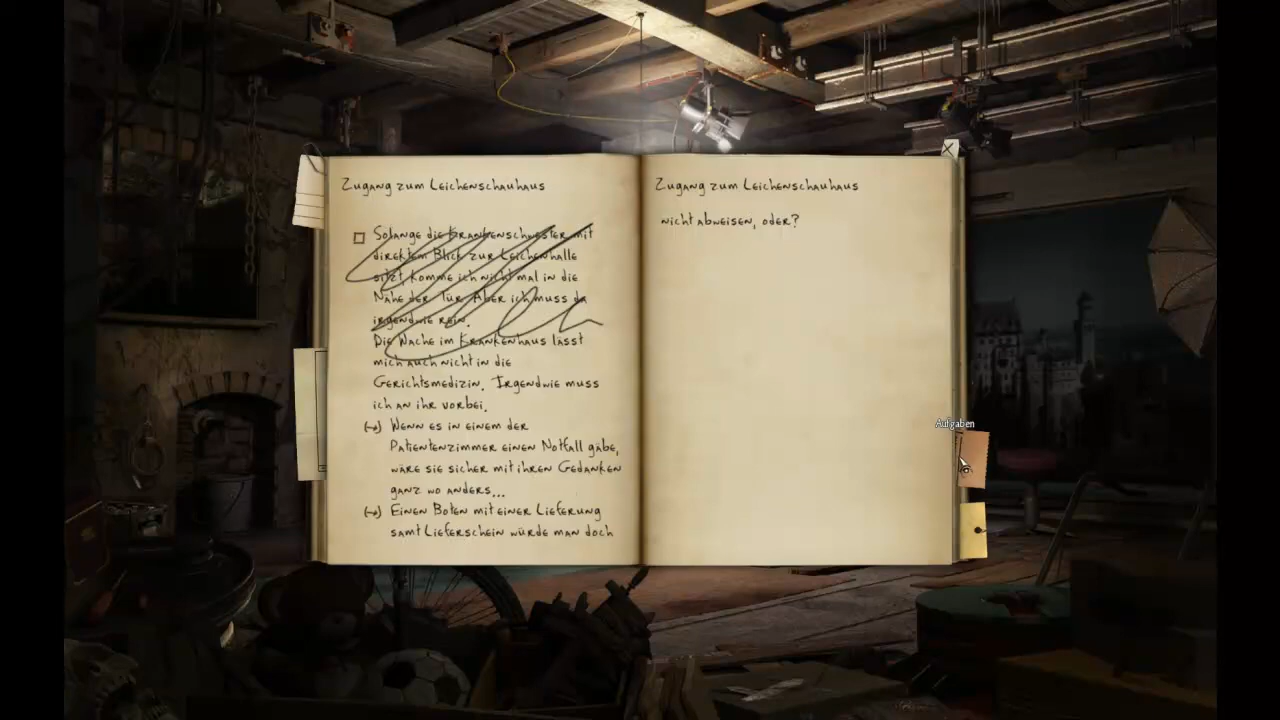 Zugang zum Leichenschauhaus
Solange die Krankenschwester mit
direktem Blick zur Leichenhalle
sitzt komme ich nicht mal in die
Nähe der Tür. Aber ich muss da
irgendwie rein.
Die Wache im Krankenhaus lässt
mich auch nicht in die
Gerichtsmedizin. Irgendwie muss
ich an ihr vorbei.
(→) Wenn es in einem der
Patientenzimmer einen Notfall gäbe,
wäre sie sicher mit ihren Gedanken
ganz wo anders...
(→) Einen Boten mit einer Lieferung
samt Lieferschein würde man doch
Zugang zum Leichenschauhaus
nicht abweisen, oder?
Aufgaben